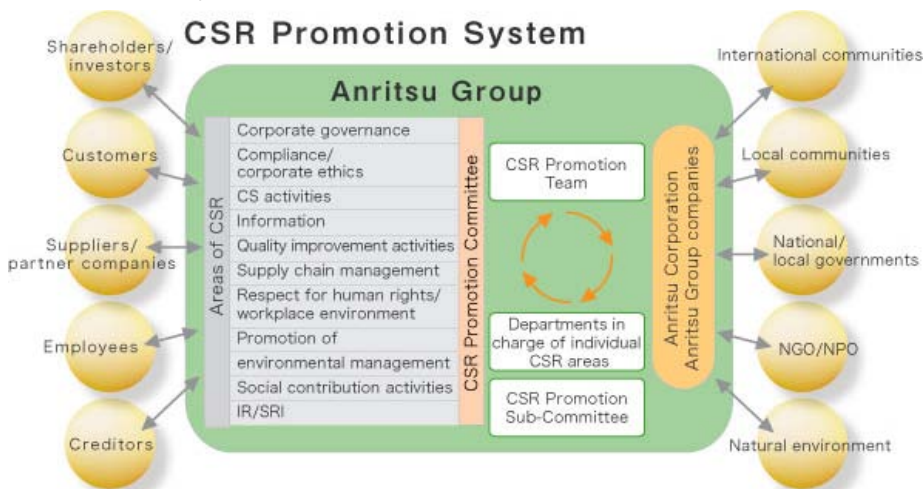 CSR Promotion System
Shareholders/
investors
Customers
Suppliers/
partner companies
Employees
Creditors
Anritsu Group
Areas of CSR
Corporate governance
Compliance/
corporate ethics
CS activities
Information
Quality improvement activities
Supply chain management
Respect for human rights/
workplace environment
Promotion of
environmental management
Social contribution activities
IR/SRI
CSR Promotion Committee
CSR Promotion
Team
Departments in
charge of individual
CSR areas
CSR Promotion
Sub-Committee
Anritsu Corporation
Anritsu Group companies
International communities
Local communities
National/
local governments
NGO/NPO
Natural environment